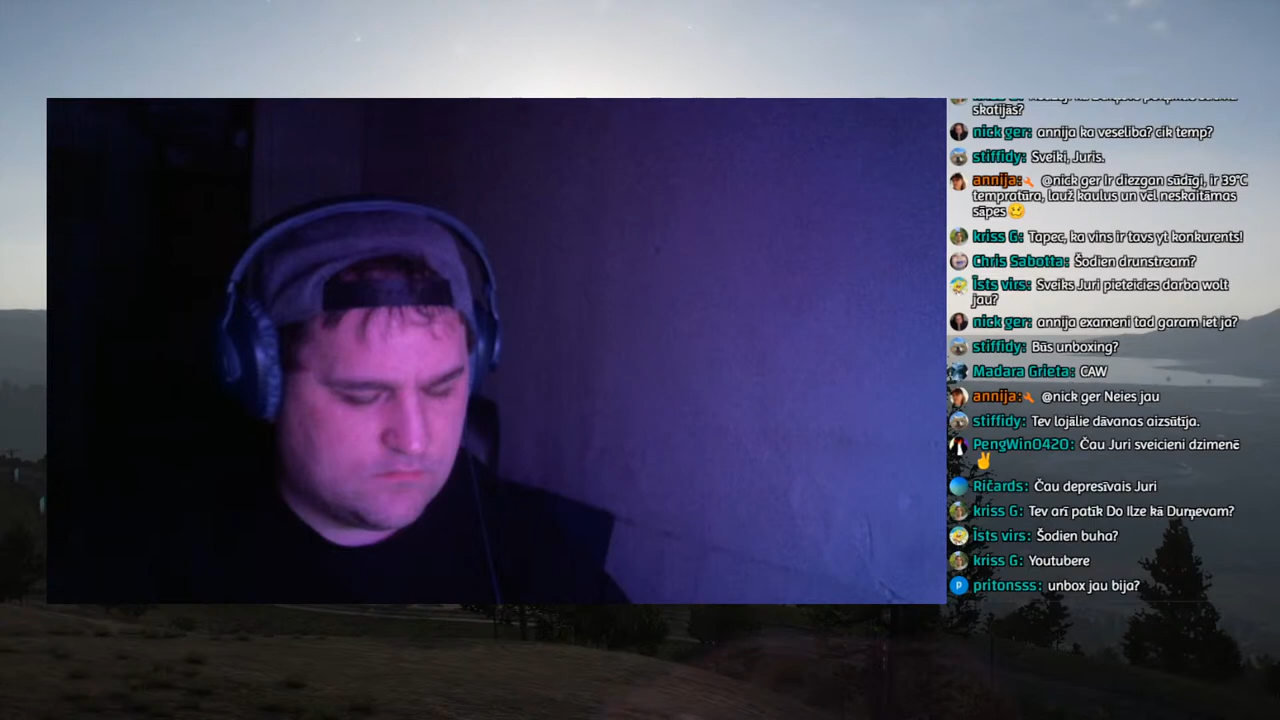 skatijās?
nick ger: annija ka veseliba? cik temp?
stiffidy: Sveiki, Juris.
annija: @nick ger Ir diezgan sūdīgi, ir 39°C
tempratūra, lauž kaulus un vēl neskaitāmas
sāpes
kriss G: Tapec, ka vins ir tavs yt konkurents!
Chris Sabotta: Šodien drunstream?
Īsts virs: Sveiks Juri pieteicies darba wolt
jau?
nick ger: annija exameni tad garam iet ja?
stiffidy: Būs unboxing?
Madara Grieta: CAW
annija: @nick ger Neies jau
stiffidy: Tev lojālie dāvanas aizsūtīja.
PengWin0420: Čau Juri sveicieni dzimenē
✌
Ričards: Čau depresīvais Juri
kriss G: Tev arī patīk Do Ilze kā Dumņevam?
Īsts virs: Šodien buha?
kriss G: Youtubere
P pritonsss: unbox jau bija?